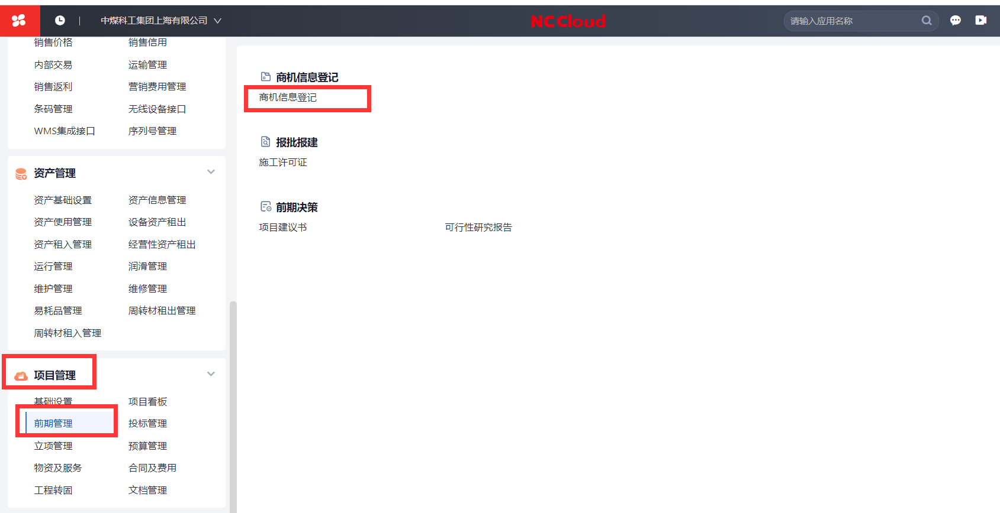 中煤科工集团上海有限公司
NCCloud
请输入应用名称
销售价格 销售信用
内部交易 运输管理
销售返利 营销费用管理
条码管理 无线设备接口
WMS集成接口 序列号管理
资产管理
资产基础设置 资产信息管理
资产使用管理 设备资产租出
资产租入管理 经营性资产租出
运行管理 润滑管理
维护管理 维修管理
易耗品管理 周转材租出管理
周转材租入管理
项目管理
基础设置 项目看板
前期管理 投标管理
立项管理 预算管理
物资及服务 合同及费用
工程转固 文档管理
商机信息登记
商机信息登记
报批报建
施工许可证
前期决策
项目建议书 可行性研究报告